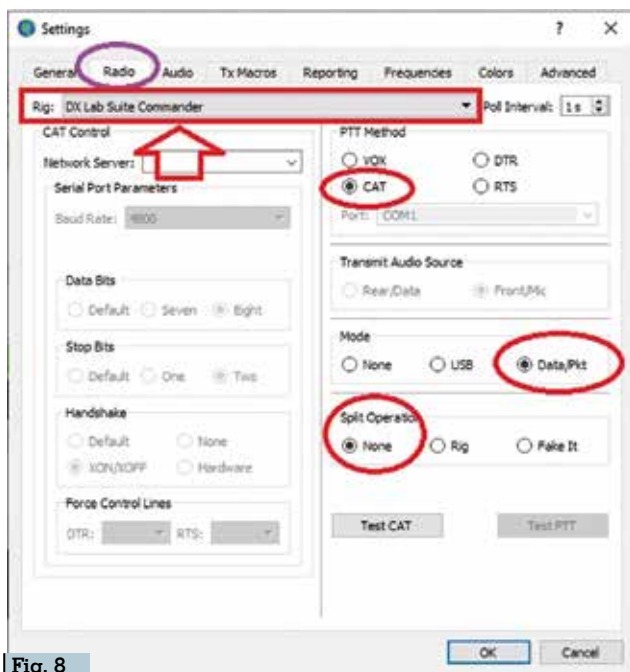 Settings ? ×
General Radio Audio Tx Macros Reporting Frequencies Colors Advanced
Rig: DX Lab Suite Commander Poll Interval: 1 s
CAT Control
Network Server:
Serial Port Parameters
Baud Rate: 4800
Data Bits
Default Seven Eight
Stop Bits
Default One Two
Handshake
Default None
XON/XOFF Hardware
Force Control Lines
DTR: RTS:
PTT Method
VOX DTR
CAT RTS
Port: COM1
Transmit Audio Source
Rear/Data Front/Mic
Mode
None USB Data/Pkt
Split Operation
None Rig Fake It
Test CAT Test PTT
OK Cancel
Fig. 8